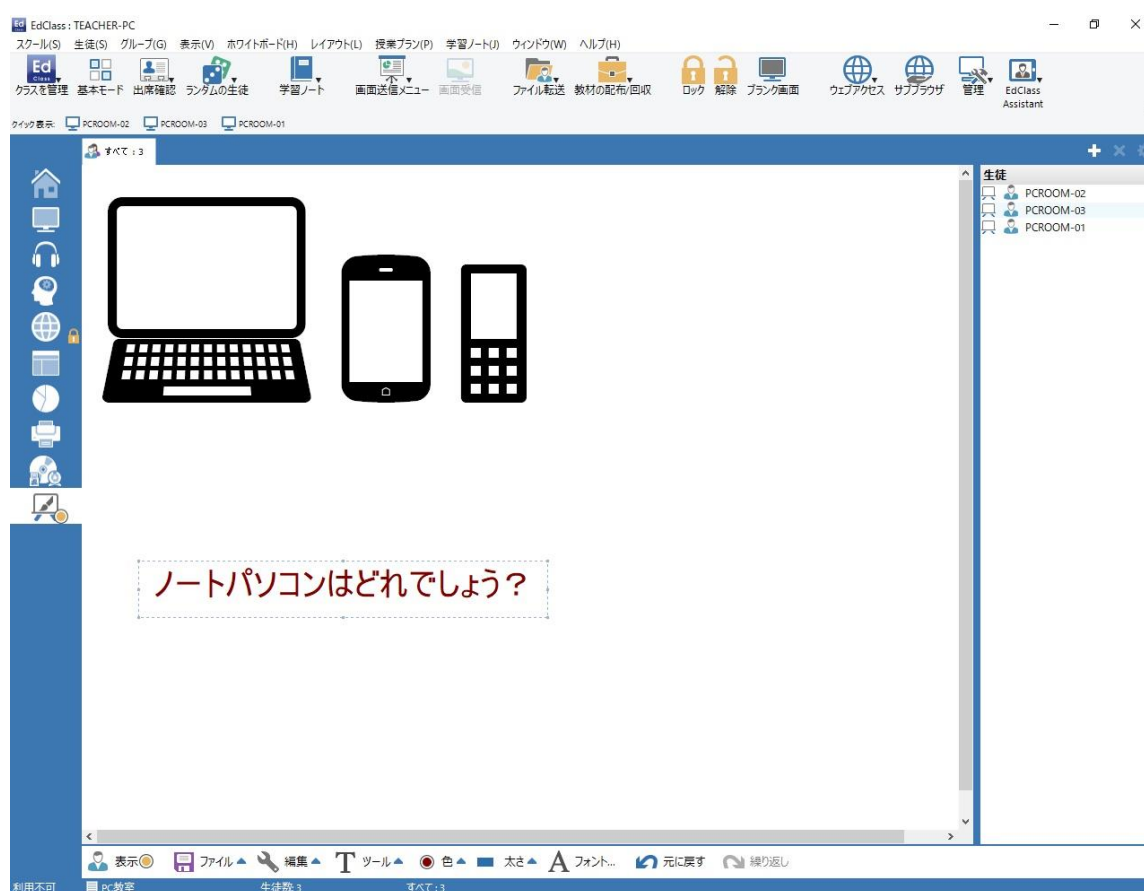 Ed Class EdClass : TEACHER-PC
スクール(S) 生徒(S) グループ(G) 表示(V) ホワイトボード(H) レイアウト(L) 授業プラン(P) 学習ノート(J) ウィンドウ(W) ヘルプ(H)
Ed Class
クラスを管理 基本モード 出席確認 ランダムの生徒 学習ノート 画面送信メニュー 画面受信 ファイル転送 教材の配布/回収 ロック 解除 ブランク画面 ウェブアクセス サブブラウザ 管理 EdClass Assistant
クイック表示: PCROOM-02 PCROOM-03 PCROOM-01
すべて : 3
生徒
PCROOM-02
PCROOM-03
PCROOM-01
ノートパソコンはどれでしょう?
表示 ファイル 編集 T ツール 色 太さ A フォント... 元に戻す 繰り返し
利用不可 PC教室 生徒数: 3 すべて : 3